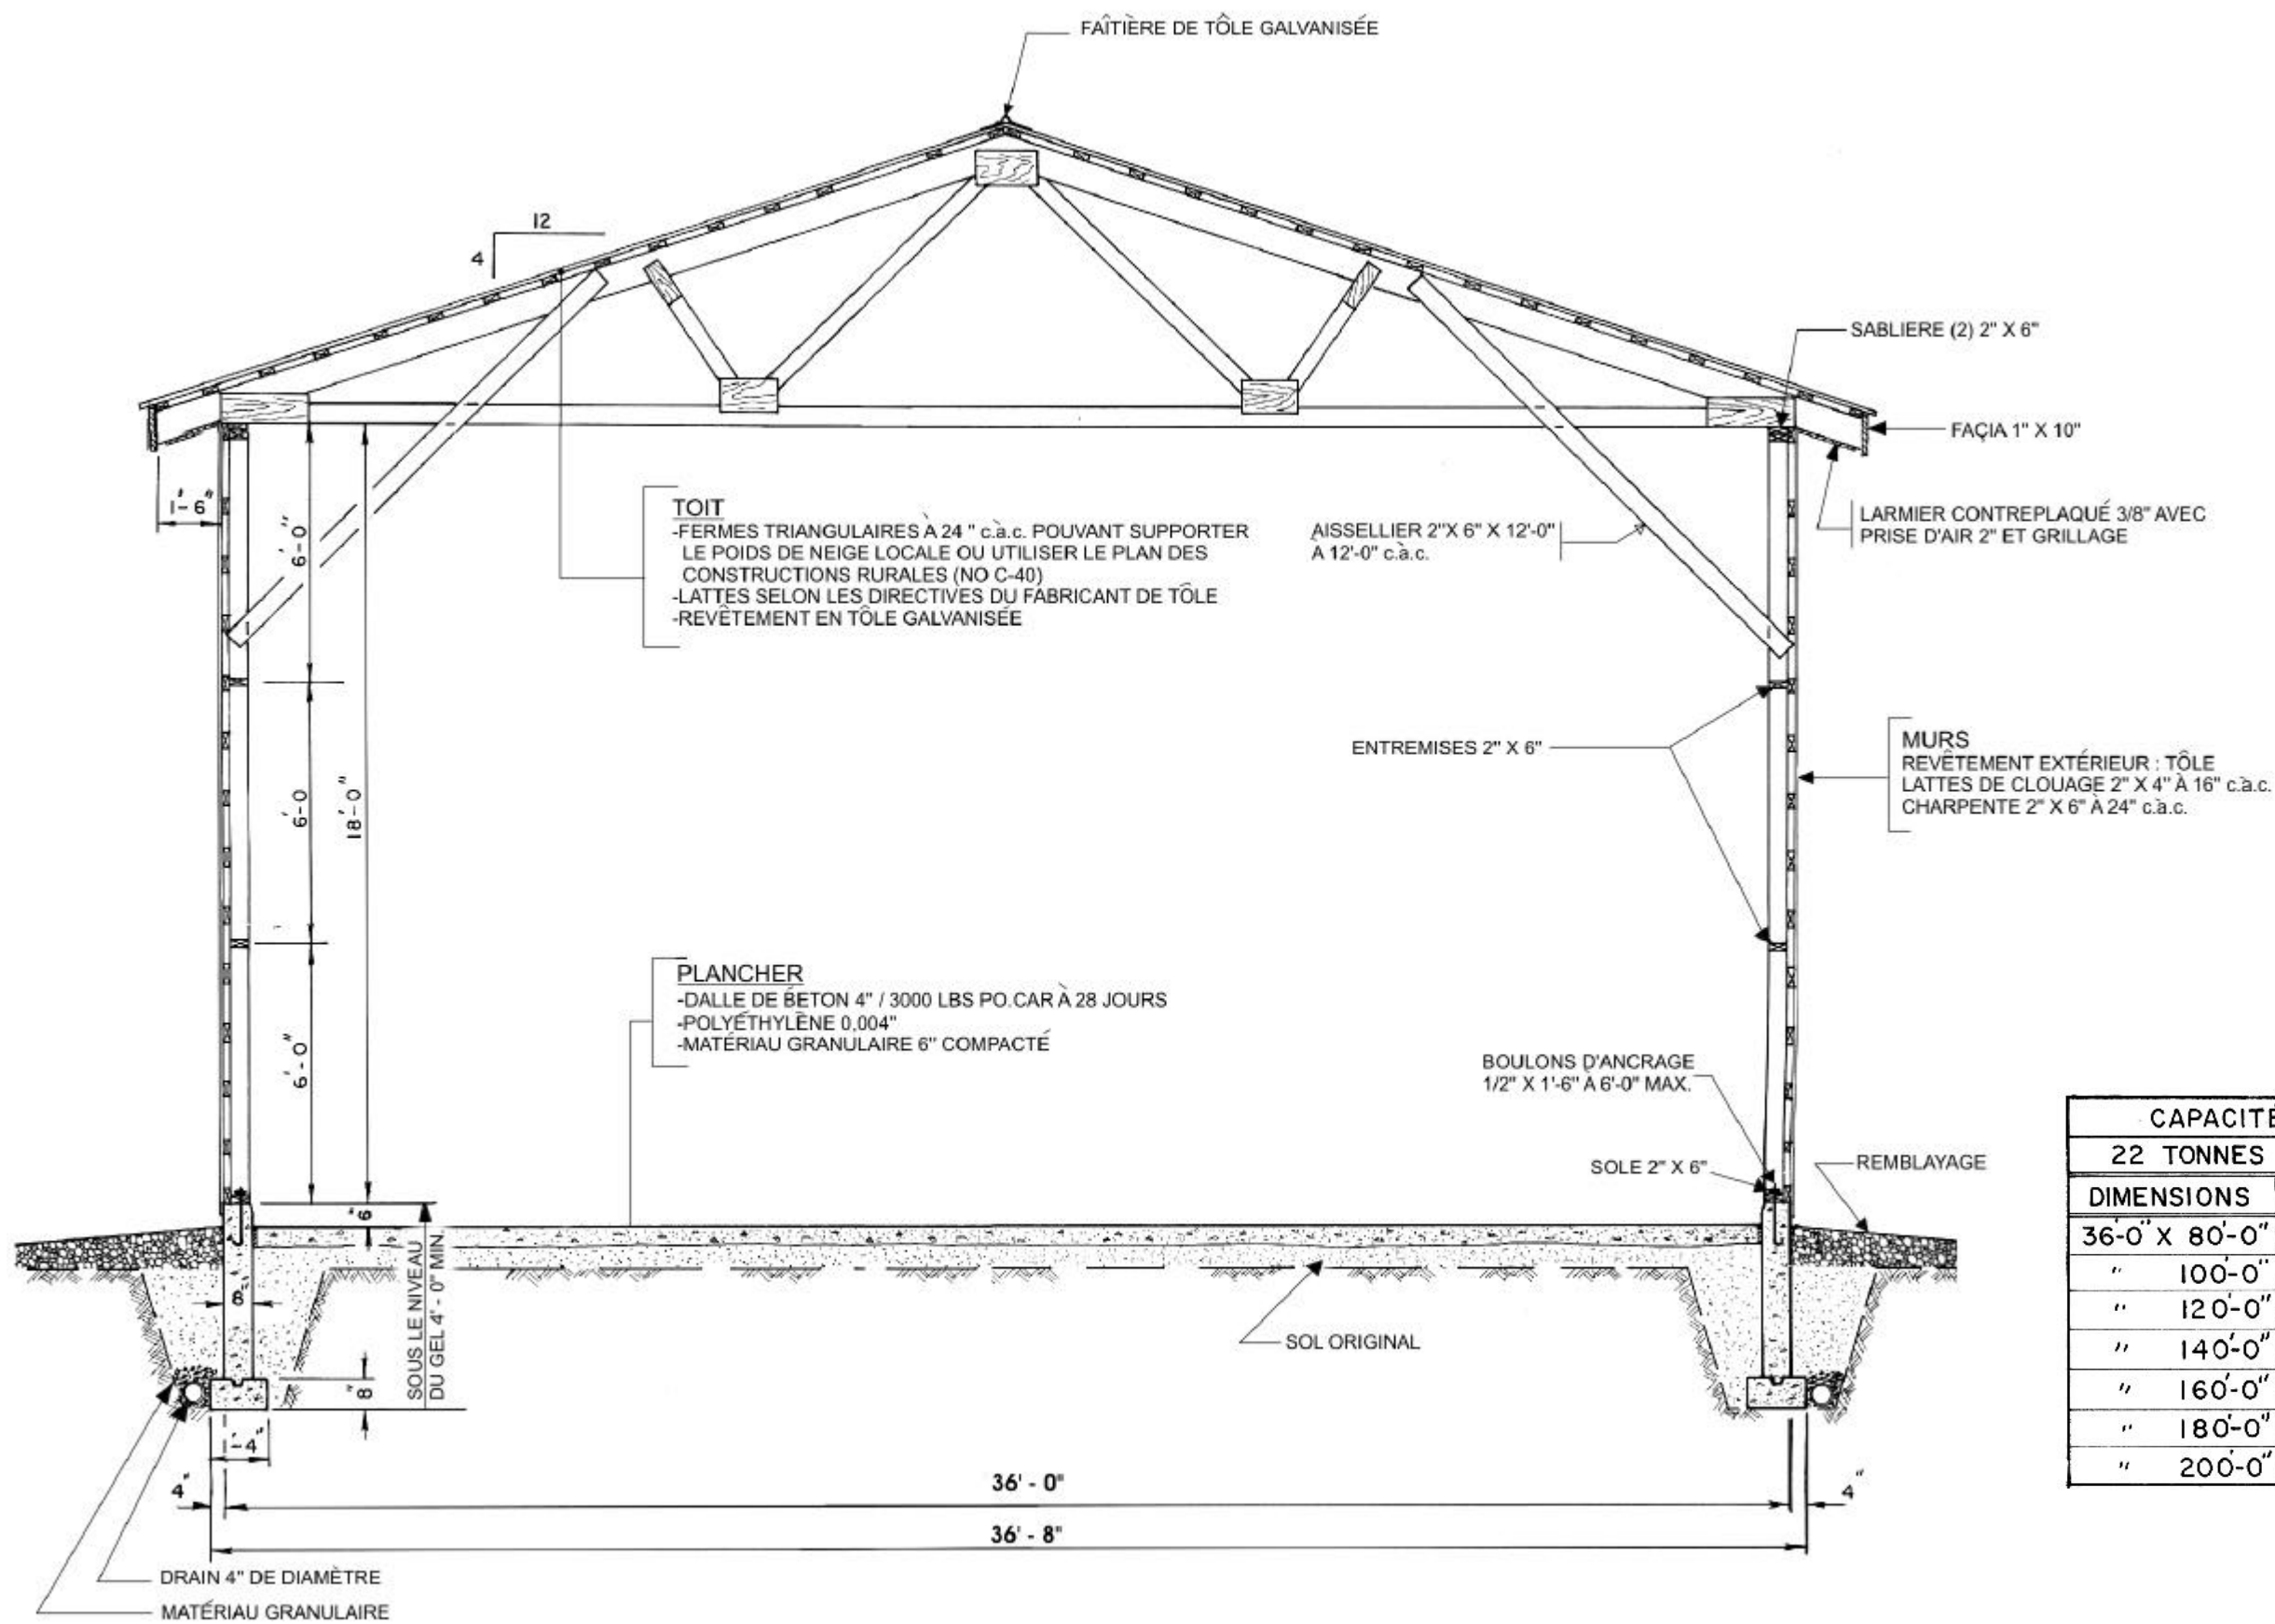 FAÎTIÈRE DE TÔLE GALVANISÉE
12
4
SABLIERE (2) 2" X 6"
FAÇIA 1" X 10"
1'-6"
6'-0"
TOIT
-FERMES TRIANGULAIRES À 24 " c.à.c. POUVANT SUPPORTER
LE POIDS DE NEIGE LOCALE OU UTILISER LE PLAN DES
CONSTRUCTIONS RURALES (NO C-40)
-LATTES SELON LES DIRECTIVES DU FABRICANT DE TÔLE
-REVÊTEMENT EN TÔLE GALVANISÉE
AISSELLIER 2"X 6" X 12'-0"
À 12'-0" c.à.c.
LARMIER CONTREPLAQUÉ 3/8" AVEC
PRISE D'AIR 2" ET GRILLAGE
ENTREMISES 2" X 6"
MURS
REVÊTEMENT EXTÉRIEUR : TÔLE
LATTES DE CLOUAGE 2" X 4" À 16" c.à.c.
CHARPENTE 2" X 6" À 24" c.à.c.
6'-0
18'-0"
6'-0"
PLANCHER
-DALLE DE BÉTON 4" / 3000 LBS PO.CAR À 28 JOURS
-POLYÉTHYLÈNE 0,004"
-MATÉRIAU GRANULAIRE 6" COMPACTÉ
BOULONS D'ANCRAGE
1/2" X 1'-6" À 6'-0" MAX.
SOLE 2" X 6"
REMBLAYAGE
6"
8"
SOUS LE NIVEAU
DU GEL 4' - 0" MIN.
8"
SOL ORIGINAL
1'-4"
4"
36' - 0"
4"
36' - 8"
DRAIN 4" DE DIAMÈTRE
MATÉRIAU GRANULAIRE
CAPACITÉ
22 TONNES
DIMENSIONS
36'-0" X 80'-0"
" 100'-0"
" 120'-0"
" 140'-0"
" 160'-0"
" 180'-0"
" 200'-0"